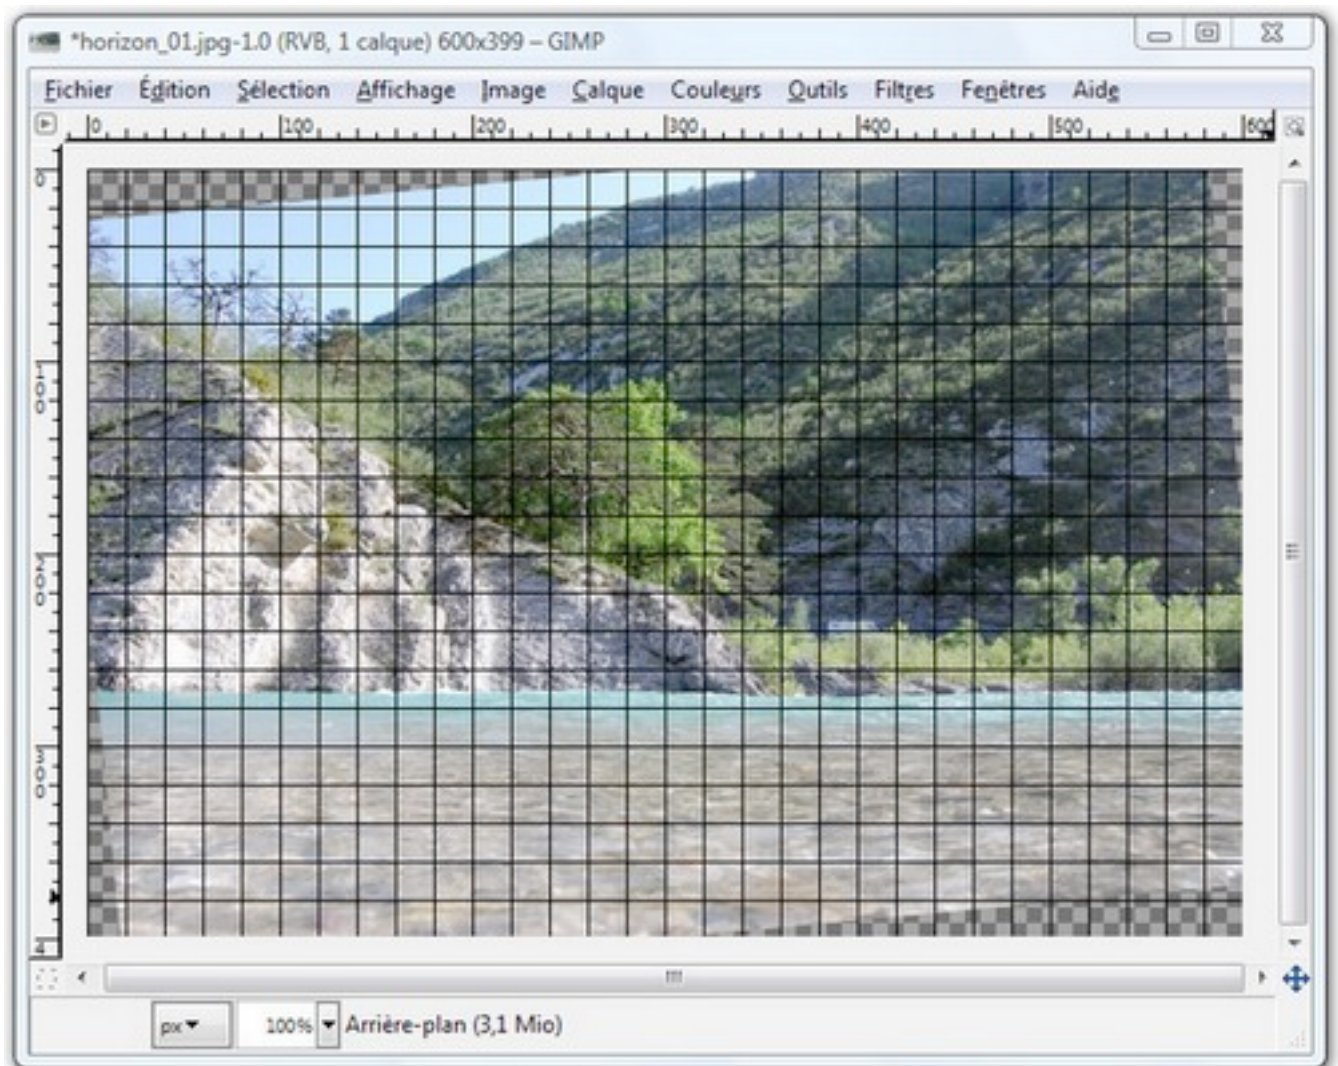 *horizon_01.jpg-1.0 (RVB, 1 calque) 600x399 – GIMP
Fichier Édition Sélection Affichage Image Calque Couleurs Outils Filtres Fenêtres Aide
0 100 200 300 400 500 600
0
100
200
300
4
px 100% Arrière-plan (3,1 Mio)